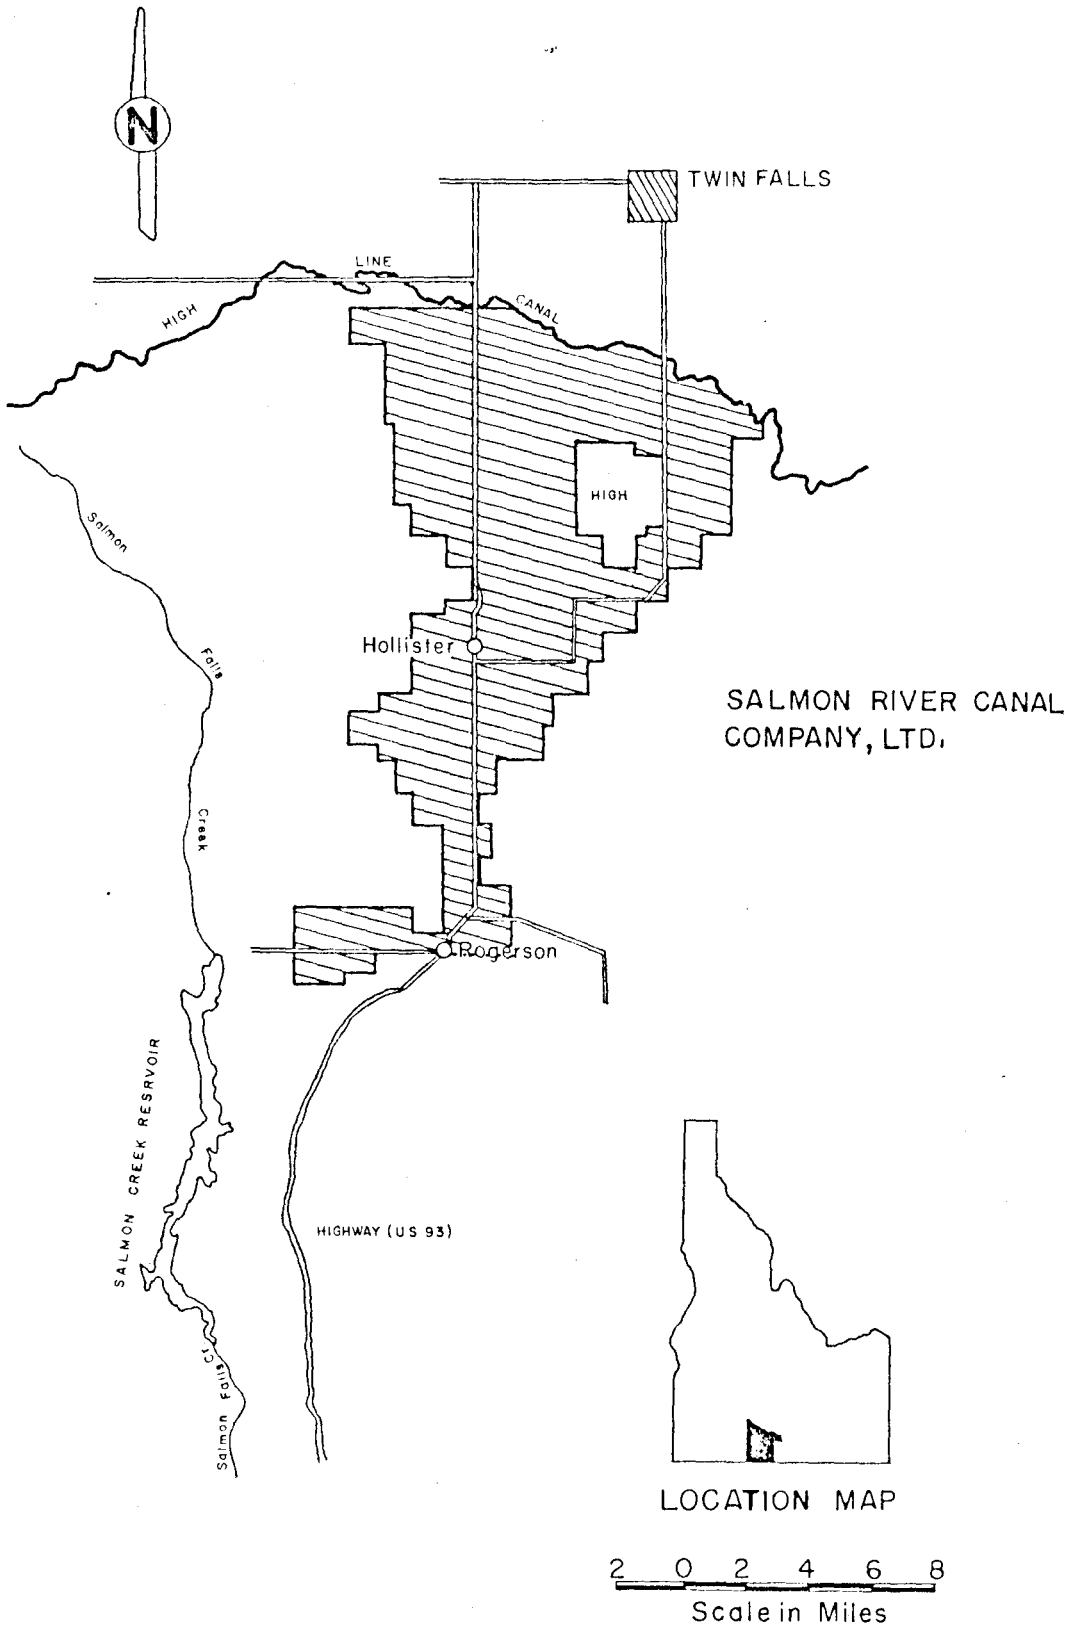 N
TWIN FALLS
LINE
HIGH
CANAL
HIGH
Salmon
Falls
Hollister
SALMON RIVER CANAL
COMPANY, LTD.
Creek
Rogerson
SALMON CREEK RESRVOIR
HIGHWAY (US 93)
Salmon Falls Cr
LOCATION MAP
2 0 2 4 6 8
Scale in Miles